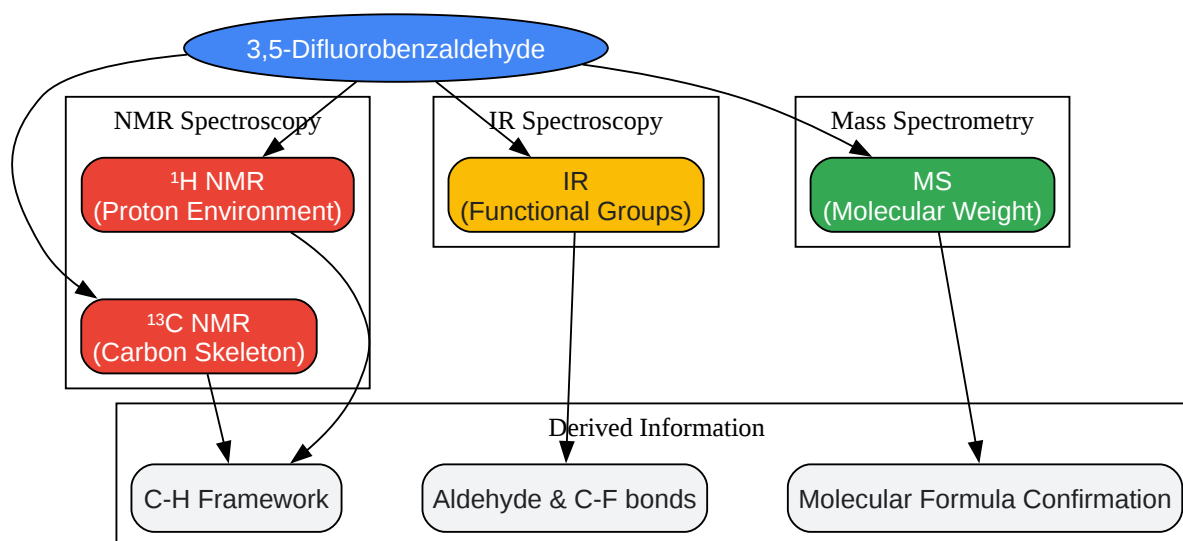 3,5-Difluorobenzaldehyde
NMR Spectroscopy
IR Spectroscopy
Mass Spectrometry
¹H NMR
(Proton Environment)
IR
(Functional Groups)
MS
(Molecular Weight)
¹³C NMR
(Carbon Skeleton)
Derived Information
C-H Framework
Aldehyde & C-F bonds
Molecular Formula Confirmation